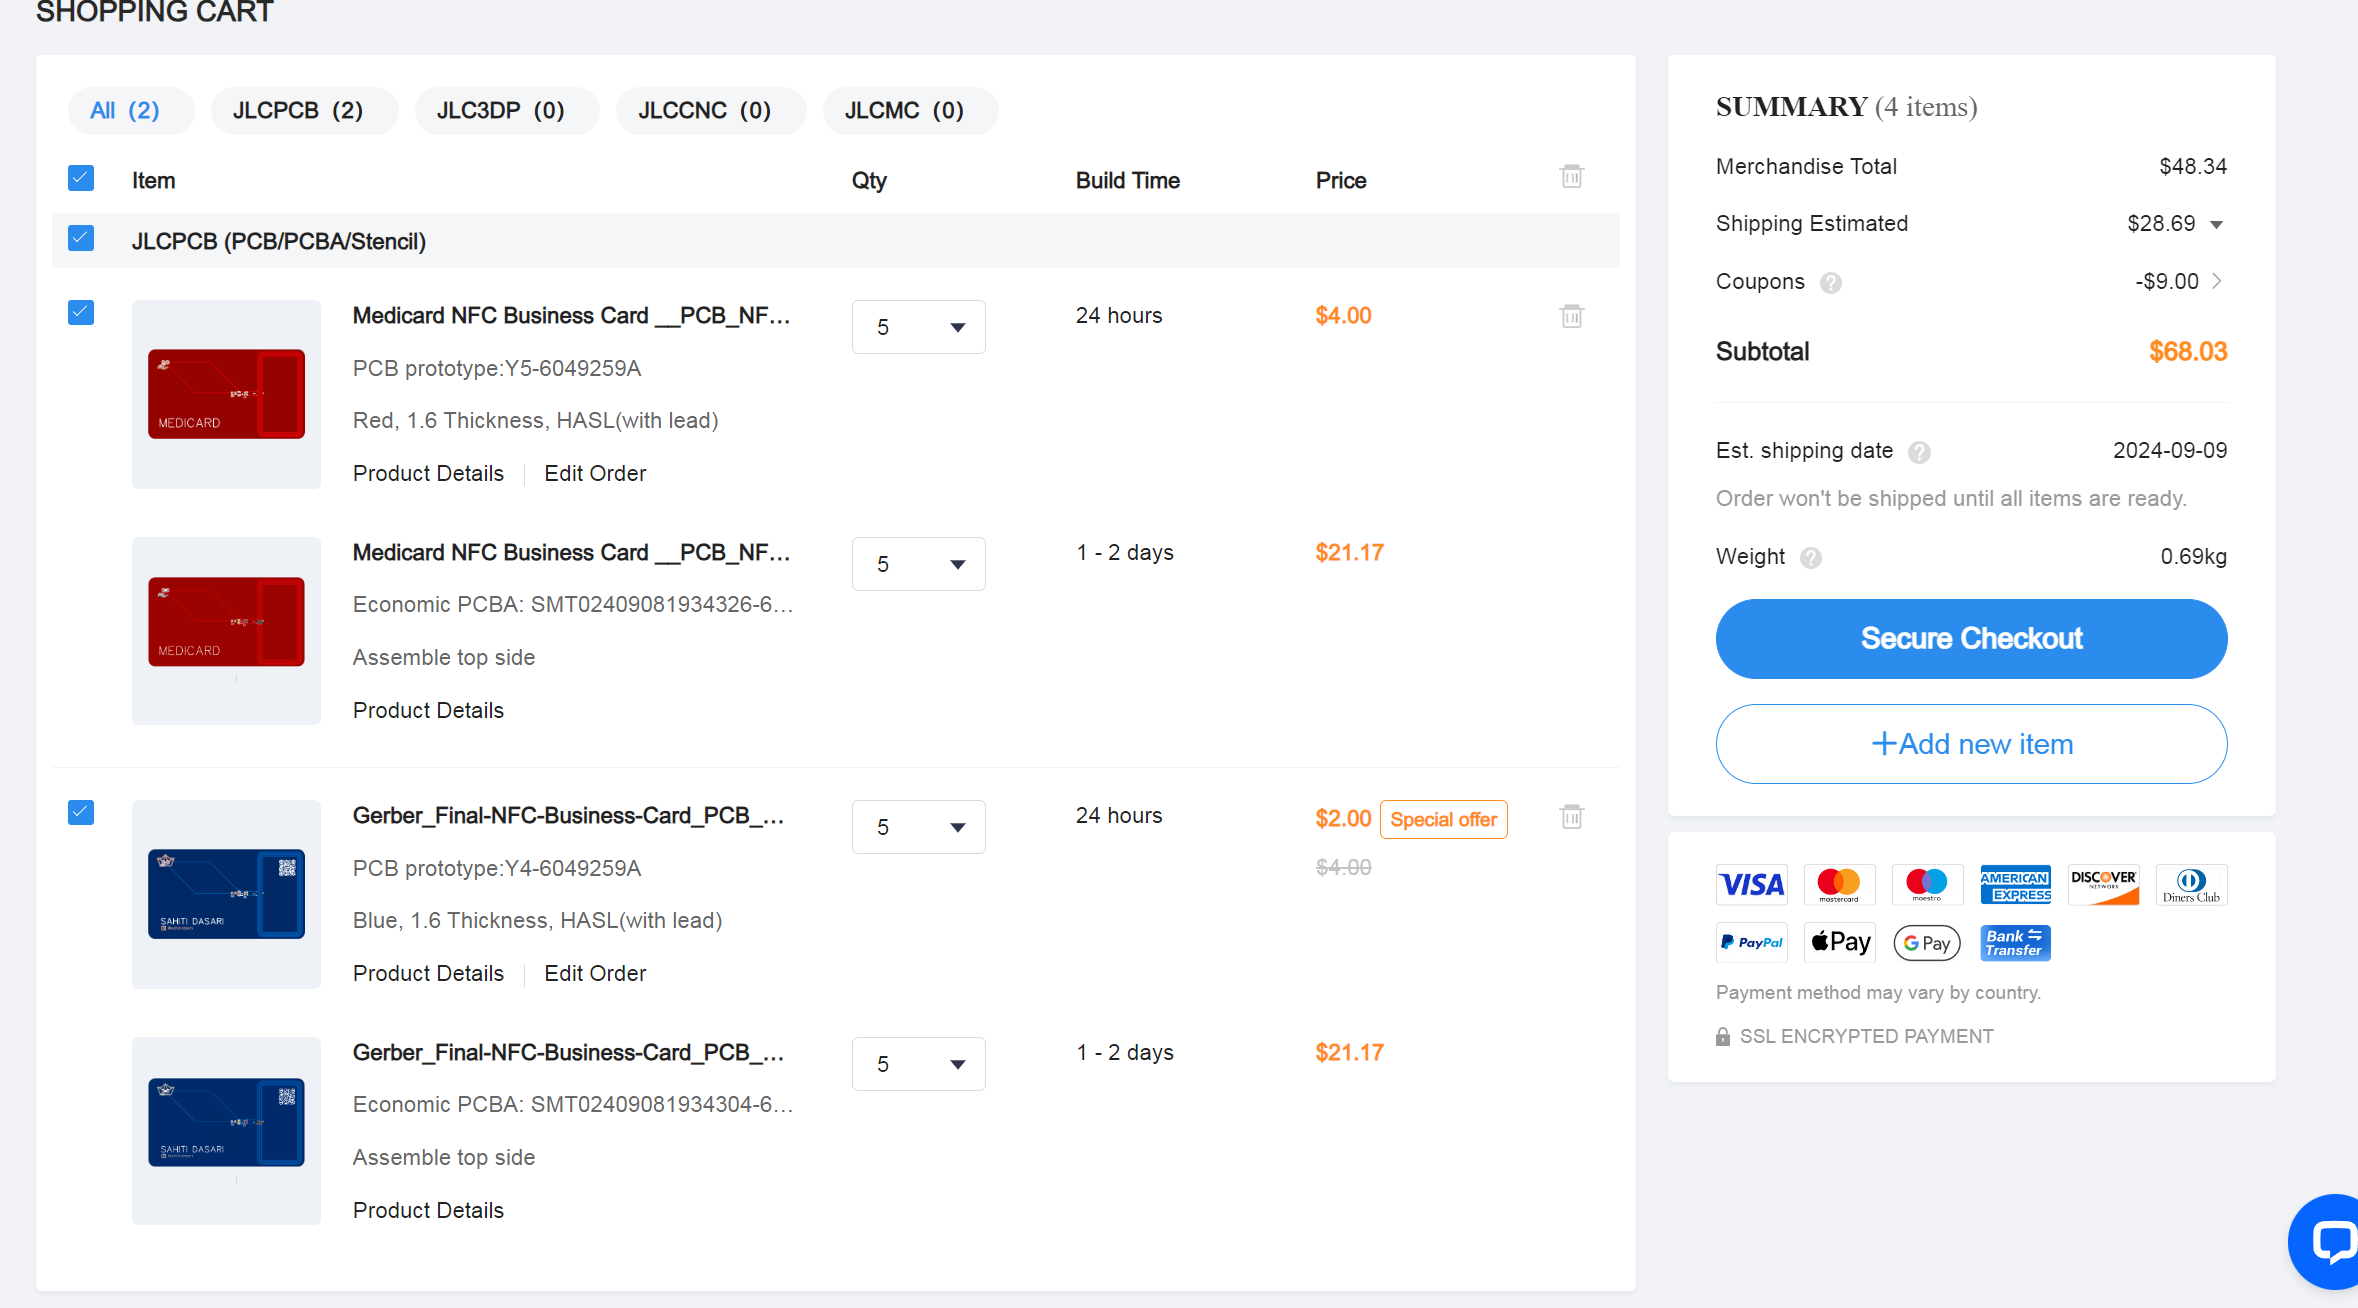 SHOPPING CART
All (2) JLCPCB (2) JLC3DP (0) JLCCNC (0) JLCMC (0)
Item Qty Build Time Price
JLCPCB (PCB/PCBA/Stencil)
Medicard NFC Business Card __PCB_NF... 5 24 hours $4.00
PCB prototype:Y5-6049259A
Red, 1.6 Thickness, HASL(with lead)
Product Details Edit Order
MEDICARD
Medicard NFC Business Card __PCB_NF... 5 1 - 2 days $21.17
Economic PCBA: SMT02409081934326-6...
Assemble top side
Product Details
MEDICARD
Gerber_Final-NFC-Business-Card_PCB_... 5 24 hours $2.00 Special offer
$4.00
PCB prototype:Y4-6049259A
Blue, 1.6 Thickness, HASL(with lead)
Product Details Edit Order
SAHITI DASARI
Gerber_Final-NFC-Business-Card_PCB_... 5 1 - 2 days $21.17
Economic PCBA: SMT02409081934304-6...
Assemble top side
Product Details
SAHITI DASARI
SUMMARY (4 items)
Merchandise Total $48.34
Shipping Estimated $28.69
Coupons ? -$9.00
Subtotal $68.03
Est. shipping date ? 2024-09-09
Order won't be shipped until all items are ready.
Weight ? 0.69kg
Secure Checkout
+Add new item
VISA mastercard maestro AMERICAN EXPRESS DISCOVER NETWORK Diners Club
PayPal Pay G Pay Bank Transfer
Payment method may vary by country.
SSL ENCRYPTED PAYMENT